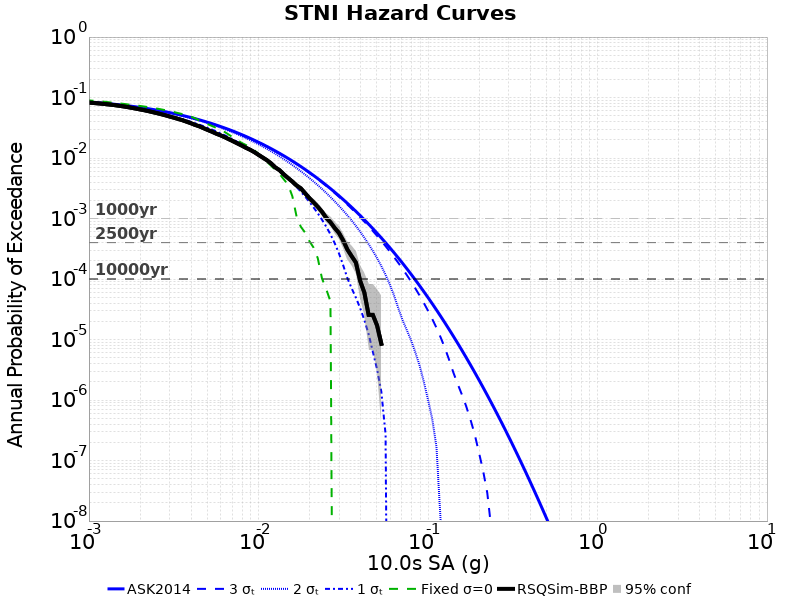 STNI Hazard Curves
Annual Probability of Exceedance
10^0
10^-1
10^-2
10^-3
10^-4
10^-5
10^-6
10^-7
10^-8
1000yr
2500yr
10000yr
10^-3 10^-2 10^-1 10^0 10^1
10.0s SA (g)
ASK2014 3 σₜ 2 σₜ 1 σₜ Fixed σ=0 RSQSim-BBP 95% conf